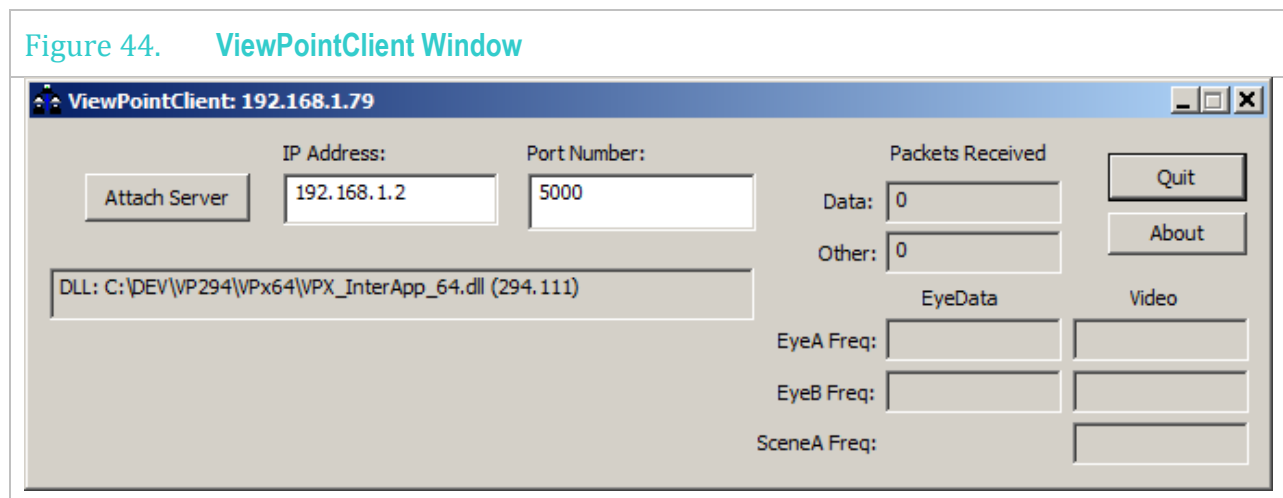 Figure 44. ViewPointClient Window
ViewPointClient: 192.168.1.79
IP Address: Port Number: Packets Received
Attach Server 192.168.1.2 5000 Data: 0 Quit
Other: 0 About
DLL: C:\DEV\VP294\VPx64\VPX_InterApp_64.dll (294.111)
EyeData Video
EyeA Freq:
EyeB Freq:
SceneA Freq: